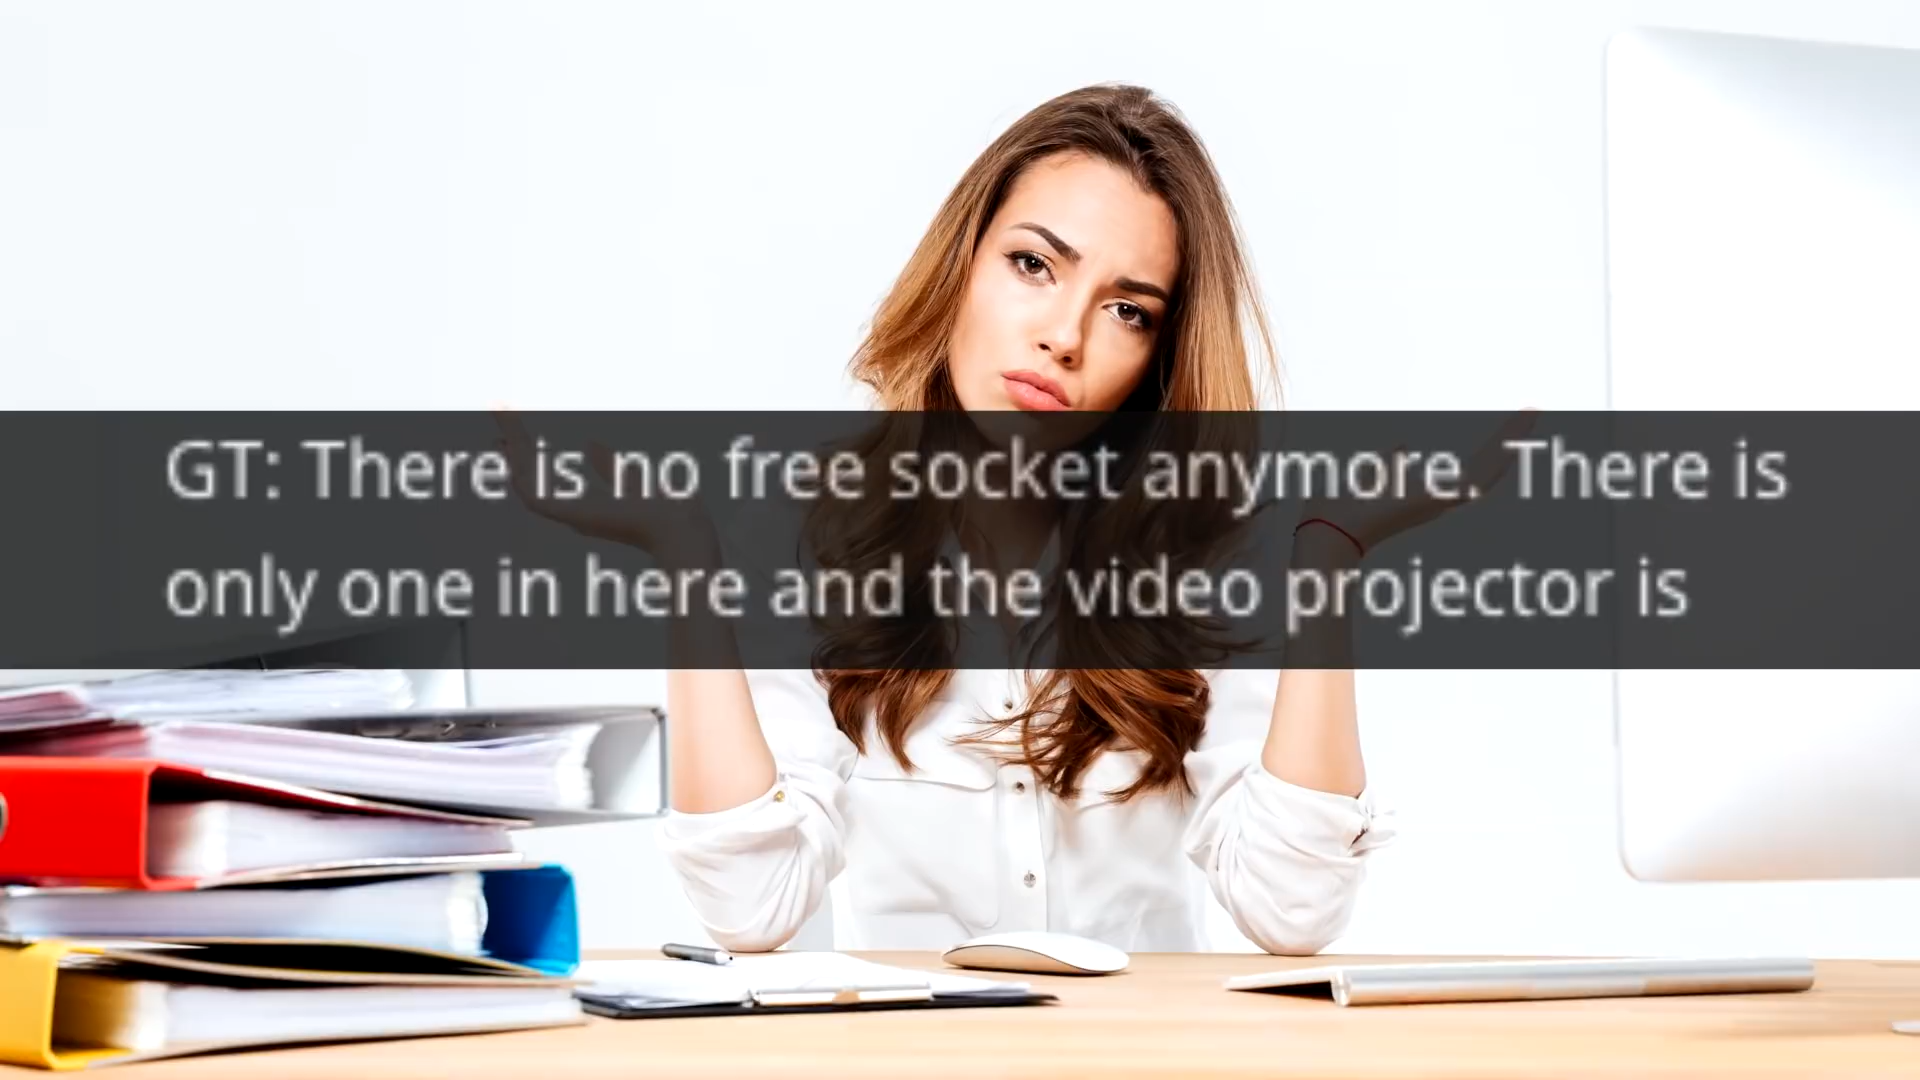 GT: There is no free socket anymore. There is
only one in here and the video projector is